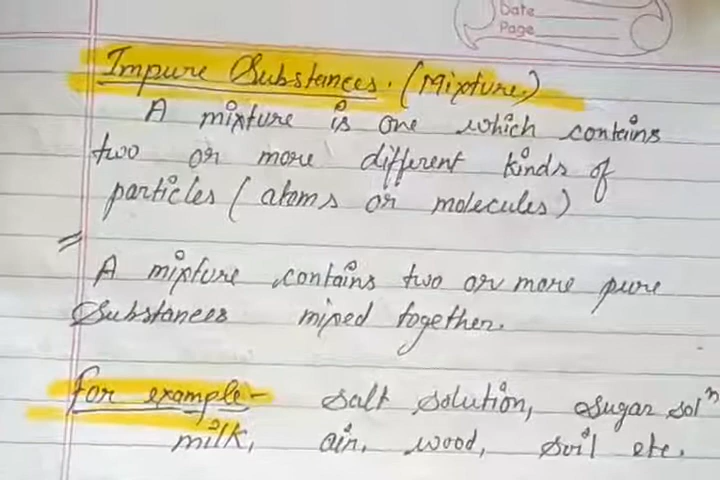 Date
Page
Impure Substances. (Mixture)
A mixture is one which contains
two or more different kinds of
particles (atoms or molecules)
A mixture contains two or more pure
Substances mixed together.
For example- salt solution, sugar solⁿ
milk, air, wood, soil etc.